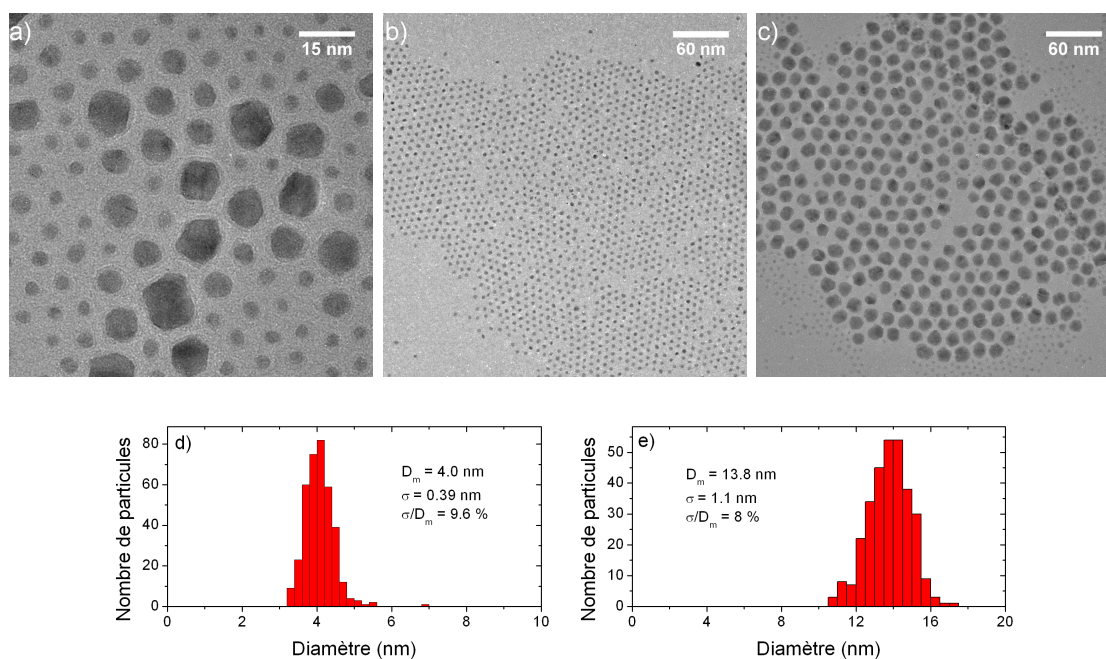 a)
15 nm
b)
60 nm
c)
60 nm
d)
Nombre de particules
80
60
40
20
0
D_m = 4.0 nm
σ = 0.39 nm
σ/D_m = 9.6 %
0 2 4 6 8 10
Diamètre (nm)
e)
Nombre de particules
50
40
30
20
10
0
D_m = 13.8 nm
σ = 1.1 nm
σ/D_m = 8 %
0 4 8 12 16 20
Diamètre (nm)